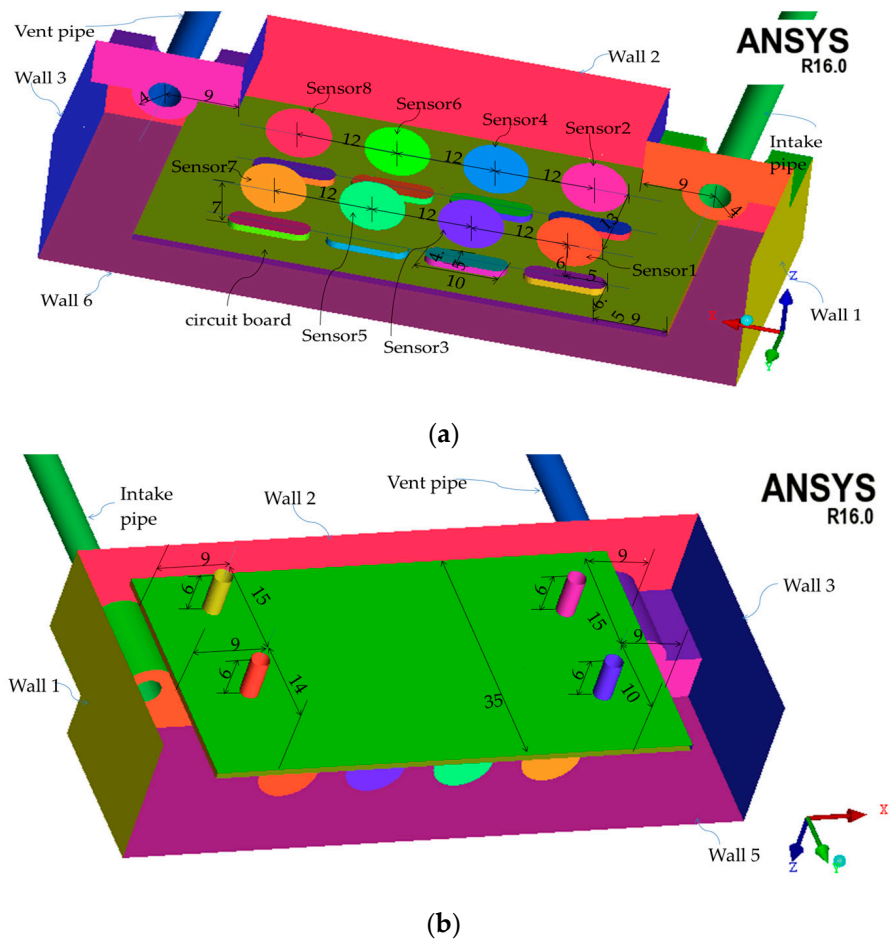 Vent pipe
Wall 2
ANSYS
R16.0
Wall 3
Sensor8
Sensor6
Sensor4
Sensor2
Intake
pipe
4
9
12
12
12
9
4
Sensor7
12
12
12
13
7
Sensor1
6
5
4.5
10
6.5
9
Wall 6
circuit board
Sensor5
Sensor3
Wall 1
X
Y
Z
(a)
Intake
pipe
Wall 2
Vent pipe
ANSYS
R16.0
9
6
15
9
6
14
35
9
6
15
9
6
10
Wall 3
Wall 1
Wall 5
X
Y
Z
(b)